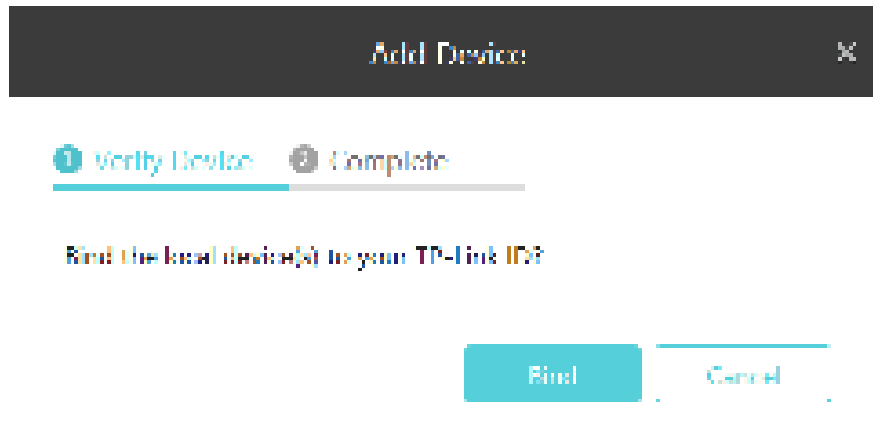 Add Device
1 Verify Device 2 Complete
Bind the local device(s) to your TP-Link ID?
Bind Cancel